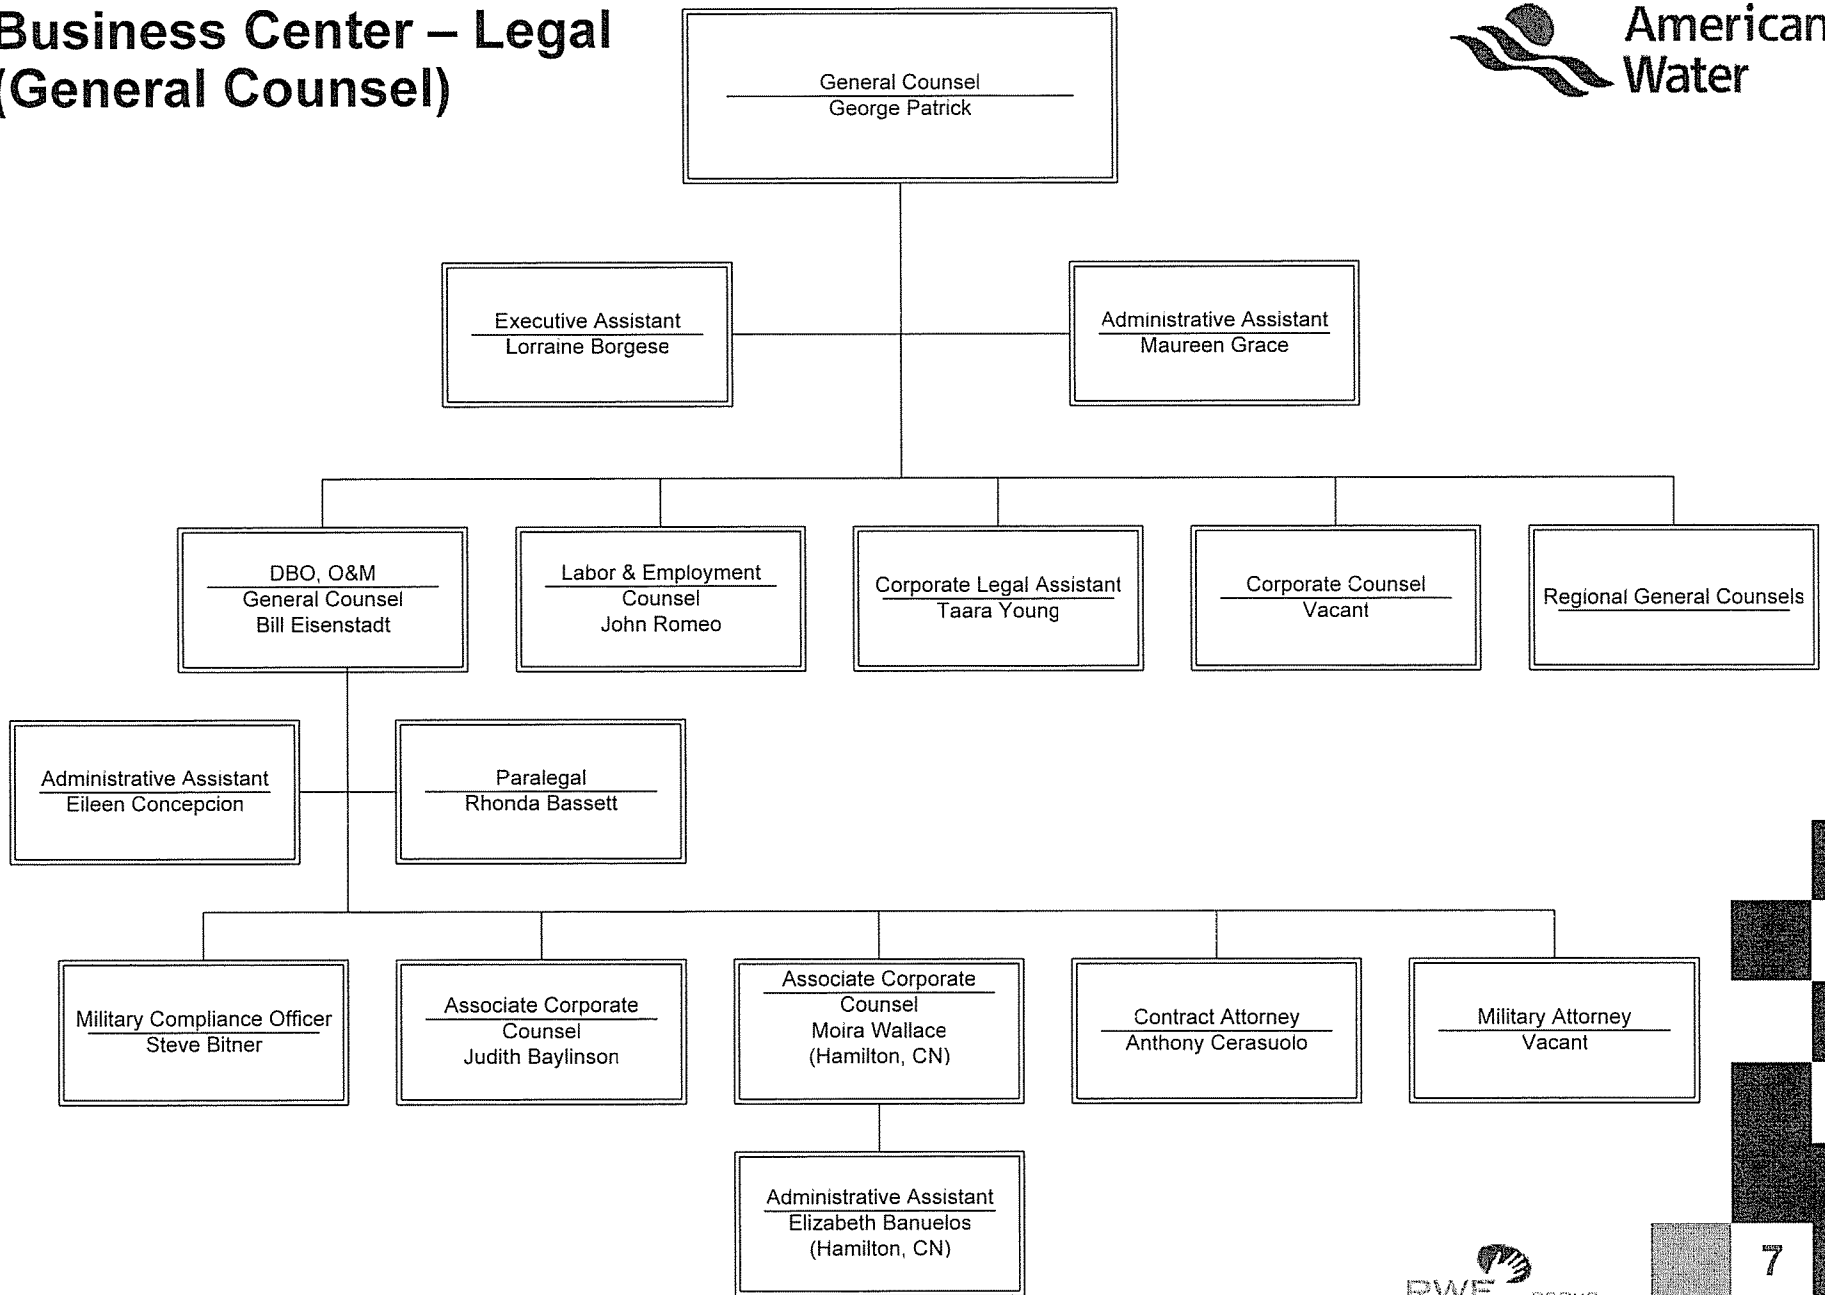 Business Center – Legal
(General Counsel)
American
Water
General Counsel
George Patrick
Executive Assistant
Lorraine Borgese
Administrative Assistant
Maureen Grace
DBO, O&M
General Counsel
Bill Eisenstadt
Labor & Employment
Counsel
John Romeo
Corporate Legal Assistant
Taara Young
Corporate Counsel
Vacant
Regional General Counsels
Administrative Assistant
Eileen Concepcion
Paralegal
Rhonda Bassett
Military Compliance Officer
Steve Bitner
Associate Corporate
Counsel
Judith Baylinson
Associate Corporate
Counsel
Moira Wallace
(Hamilton, CN)
Contract Attorney
Anthony Cerasuolo
Military Attorney
Vacant
Administrative Assistant
Elizabeth Banuelos
(Hamilton, CN)
RWE
7